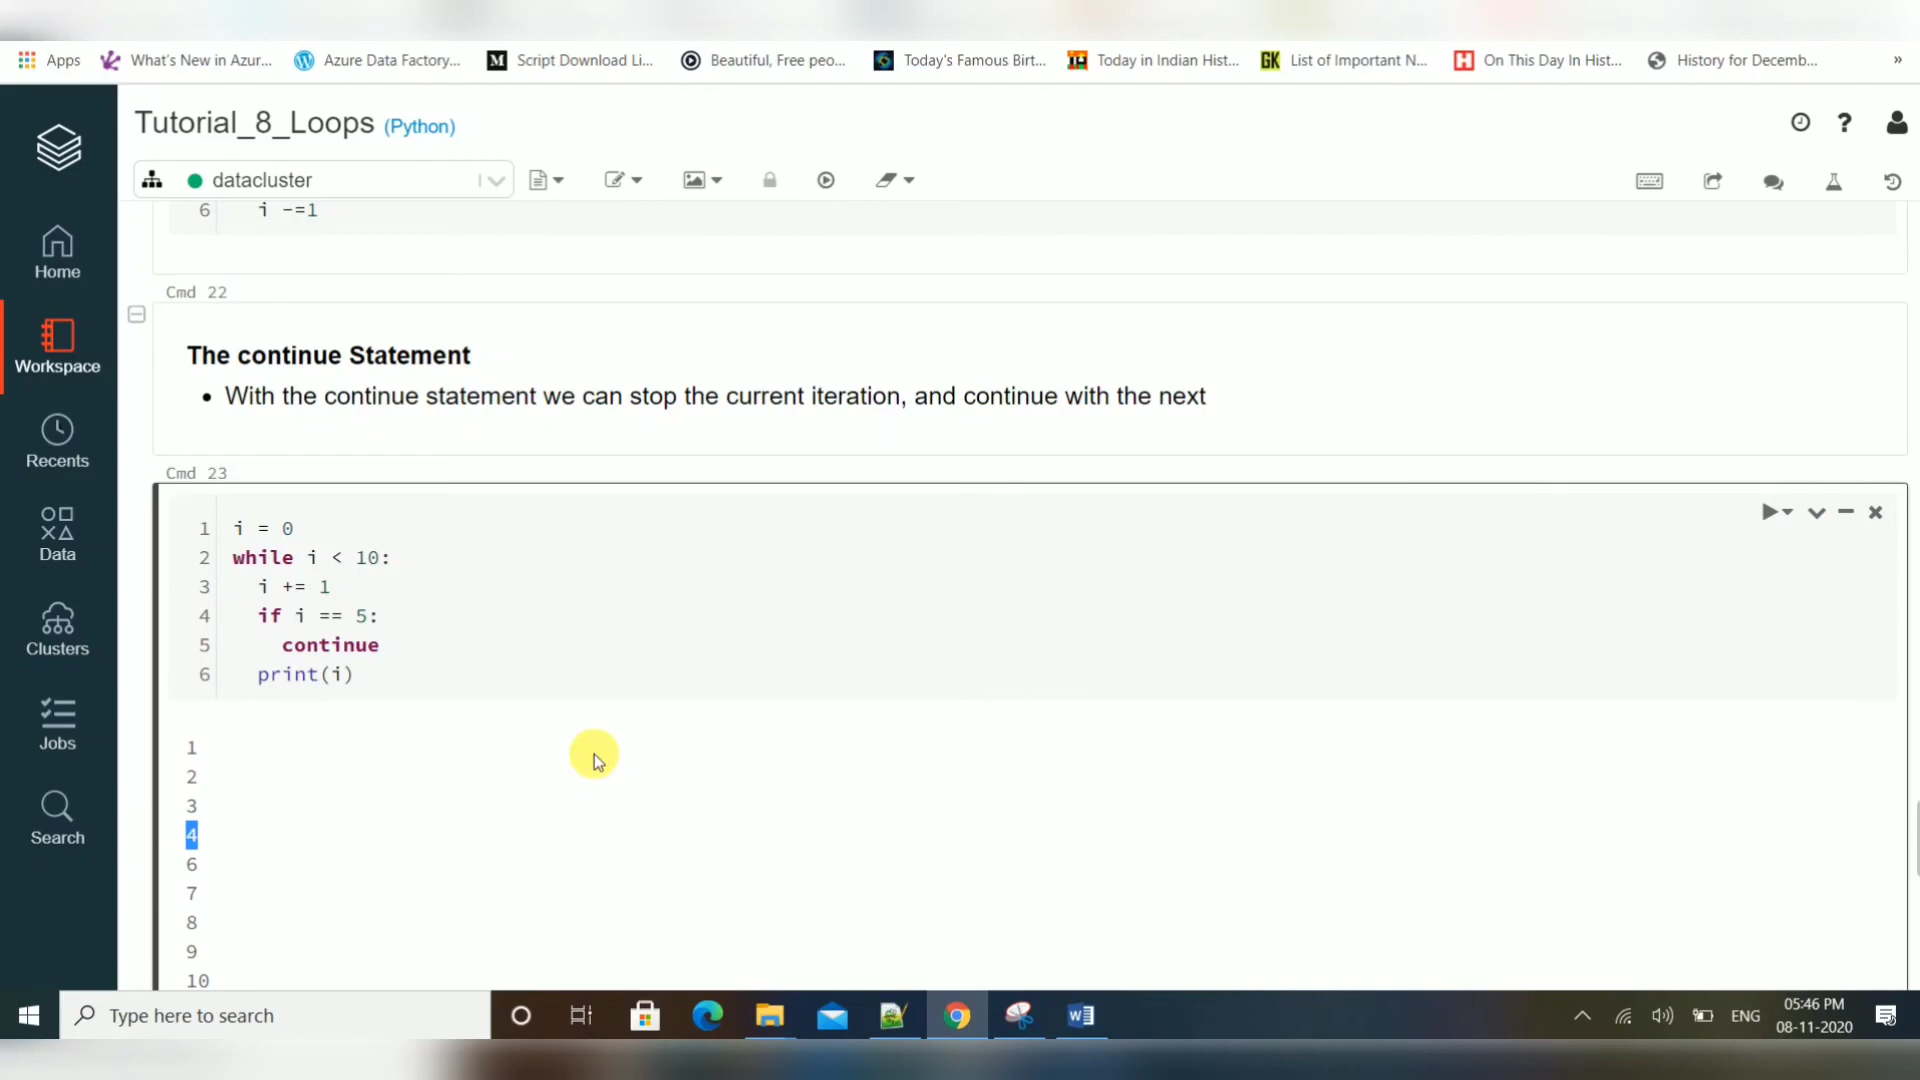 Apps What's New in Azur... Azure Data Factory... Script Download Li... Beautiful, Free peo... Today's Famous Birt... Today in Indian Hist... GK List of Important N... H On This Day In Hist... History for Decemb... »
Tutorial_8_Loops (Python)
datacluster
6 i -=1
Cmd 22
The continue Statement
• With the continue statement we can stop the current iteration, and continue with the next
Cmd 23
1 i = 0
2 while i < 10:
3 i += 1
4 if i == 5:
5 continue
6 print(i)
1
2
3
4
6
7
8
9
10
Home
Workspace
Recents
Data
Clusters
Jobs
Search
Type here to search
ENG
05:46 PM
08-11-2020